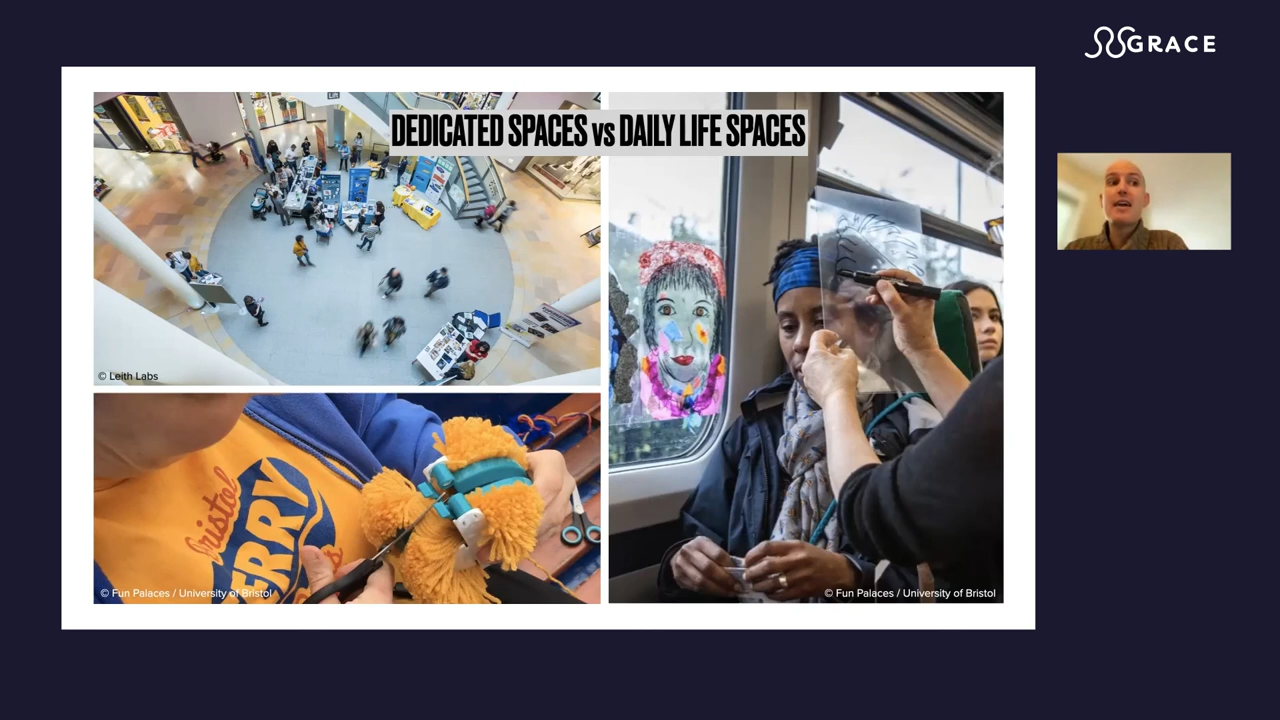 GRACE
DEDICATED SPACES vs DAILY LIFE SPACES
© Leith Labs
Bristol
FERRY
© Fun Palaces / University of Bristol
© Fun Palaces / University of Bristol